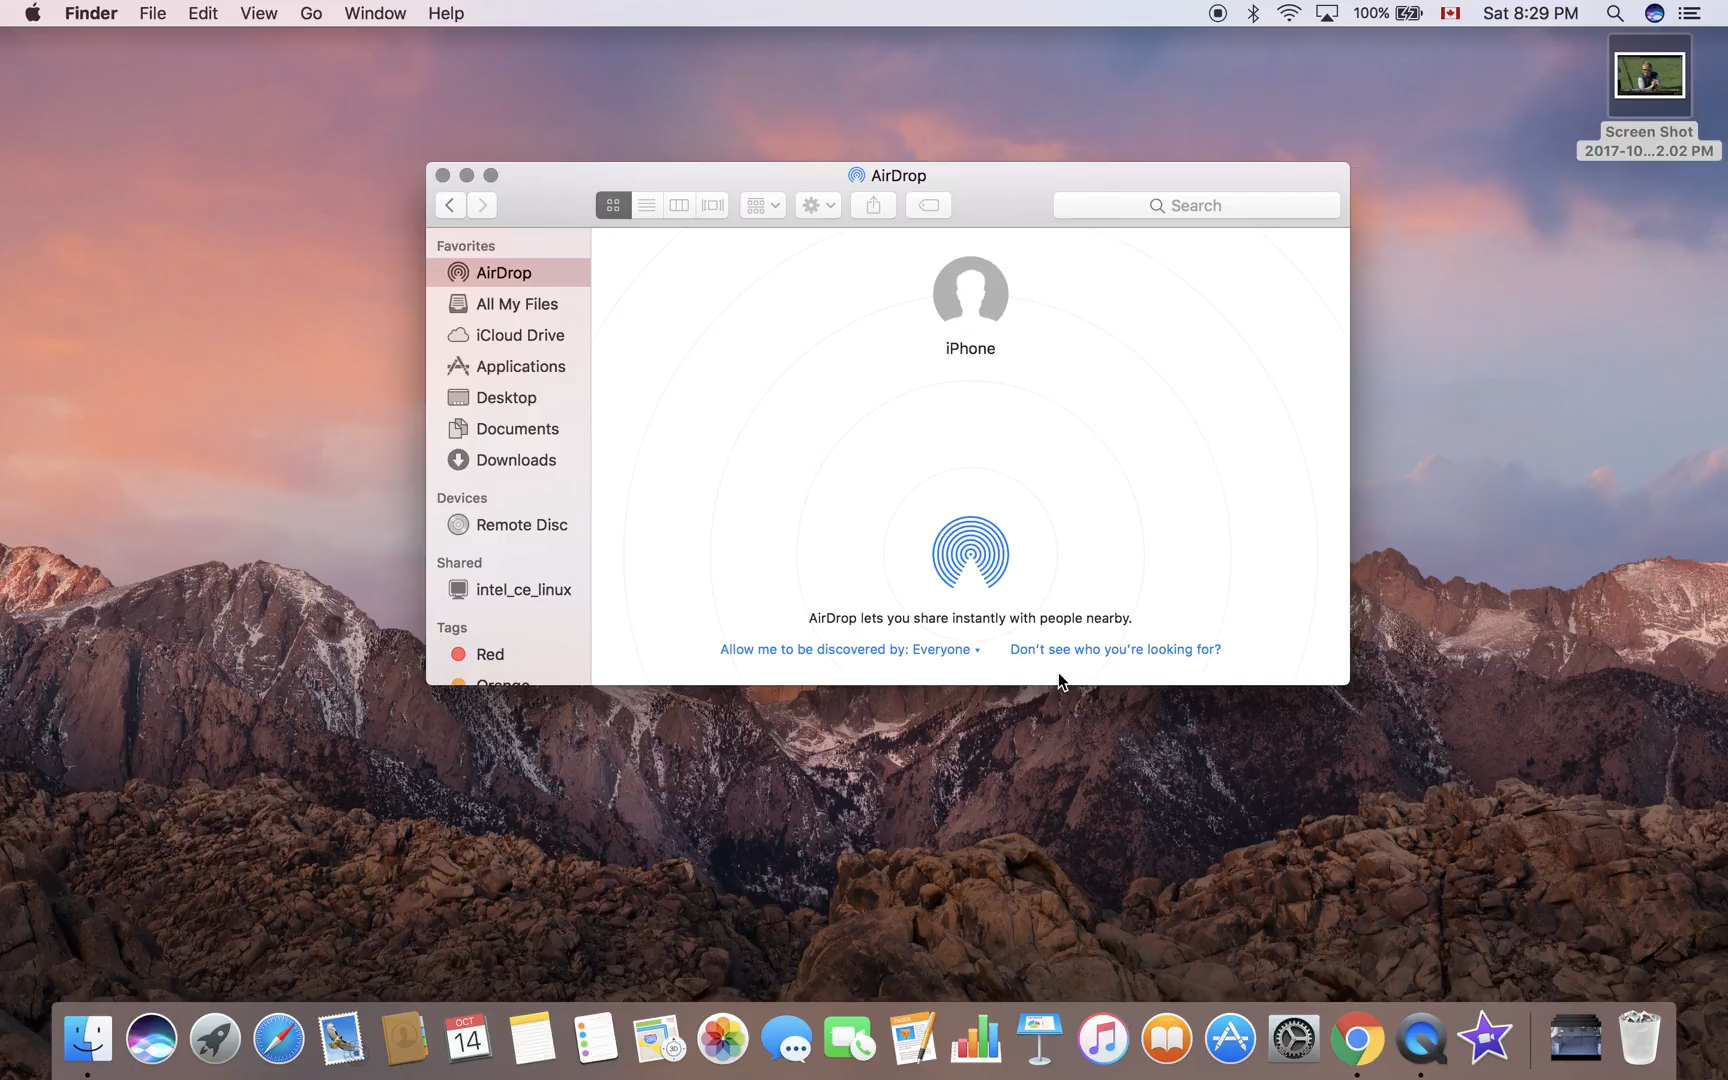 Finder File Edit View Go Window Help 100% Sat 8:29 PM
Screen Shot
2017-10...2.02 PM
AirDrop
Search
Favorites
AirDrop
All My Files
iCloud Drive
Applications
Desktop
Documents
Downloads
Devices
Remote Disc
Shared
intel_ce_linux
Tags
Red
Orange
iPhone
AirDrop lets you share instantly with people nearby.
Allow me to be discovered by: Everyone Don't see who you're looking for?
OCT
14
3D
PAGES